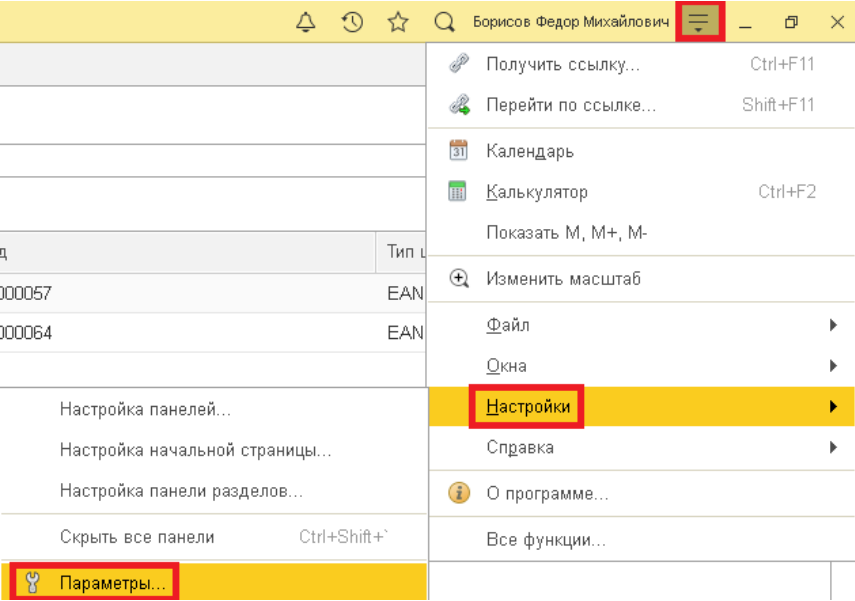 Борисов Федор Михайлович
Получить ссылку... Ctrl+F11
Перейти по ссылке... Shift+F11
31 Календарь
Калькулятор Ctrl+F2
Показать M, M+, M-
Изменить масштаб
Файл
Окна
Настройки
Справка
О программе...
Все функции...
д Тип ц
000057 EAN
000064 EAN
Настройка панелей...
Настройка начальной страницы...
Настройка панели разделов...
Скрыть все панели Ctrl+Shift+`
Параметры...